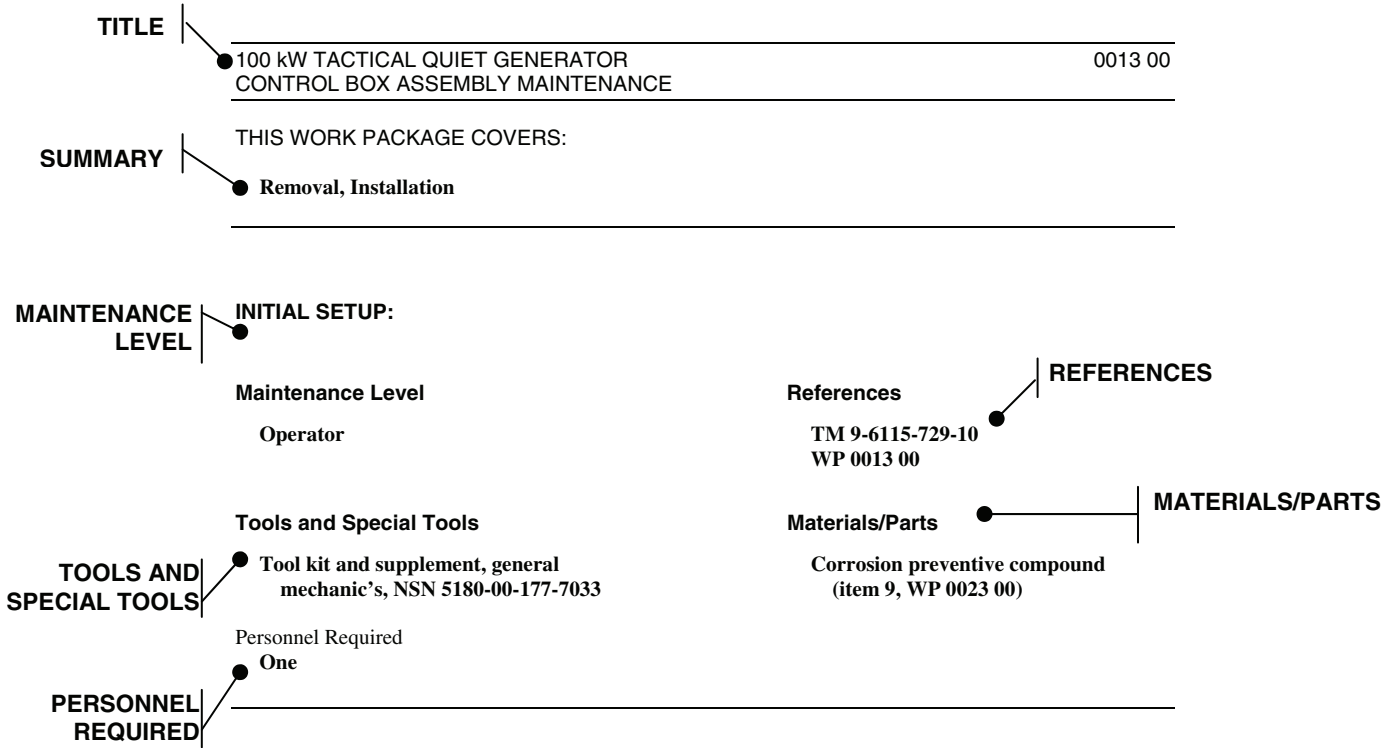 TITLE
100 kW TACTICAL QUIET GENERATOR 0013 00
CONTROL BOX ASSEMBLY MAINTENANCE
THIS WORK PACKAGE COVERS:
SUMMARY
Removal, Installation
MAINTENANCE
LEVEL
INITIAL SETUP:
REFERENCES
Maintenance Level
Operator
References
TM 9-6115-729-10
WP 0013 00
MATERIALS/PARTS
Tools and Special Tools
Tool kit and supplement, general
mechanic's, NSN 5180-00-177-7033
Materials/Parts
Corrosion preventive compound
(item 9, WP 0023 00)
TOOLS AND
SPECIAL TOOLS
Personnel Required
One
PERSONNEL
REQUIRED